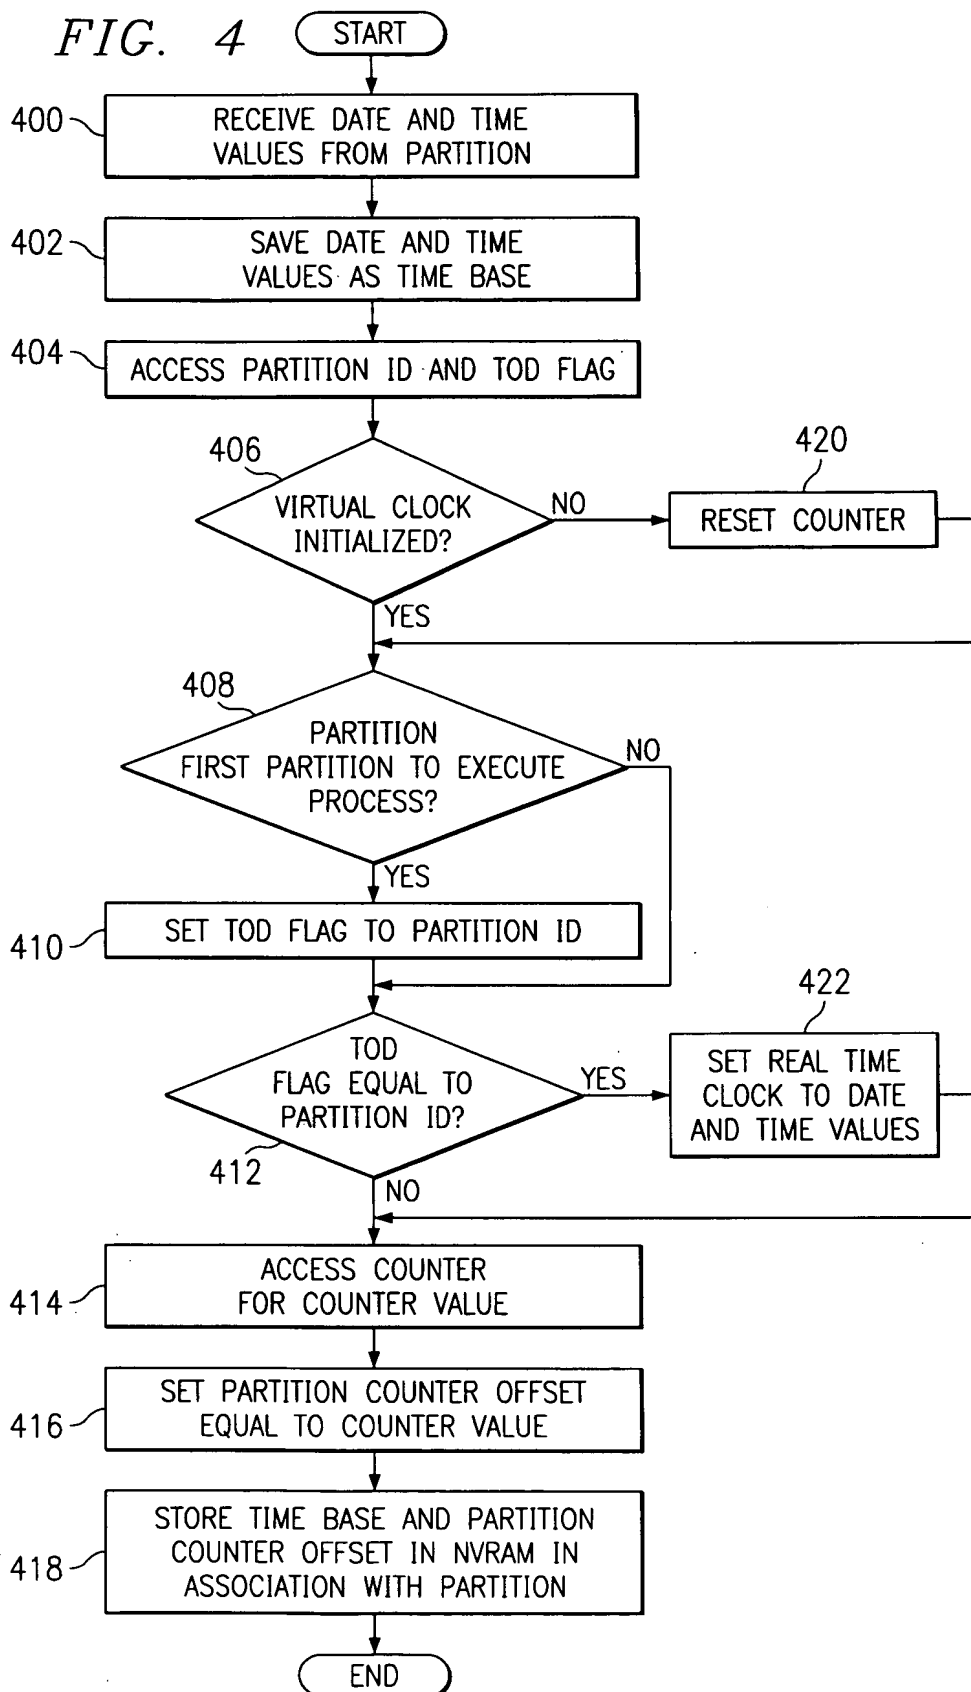 FIG. 4
START
400
RECEIVE DATE AND TIME
VALUES FROM PARTITION
402
SAVE DATE AND TIME
VALUES AS TIME BASE
404
ACCESS PARTITION ID AND TOD FLAG
406
VIRTUAL CLOCK
INITIALIZED?
NO
420
RESET COUNTER
YES
408
PARTITION
FIRST PARTITION TO EXECUTE
PROCESS?
NO
YES
410
SET TOD FLAG TO PARTITION ID
TOD
FLAG EQUAL TO
PARTITION ID?
412
YES
422
SET REAL TIME
CLOCK TO DATE
AND TIME VALUES
NO
414
ACCESS COUNTER
FOR COUNTER VALUE
416
SET PARTITION COUNTER OFFSET
EQUAL TO COUNTER VALUE
418
STORE TIME BASE AND PARTITION
COUNTER OFFSET IN NVRAM IN
ASSOCIATION WITH PARTITION
END